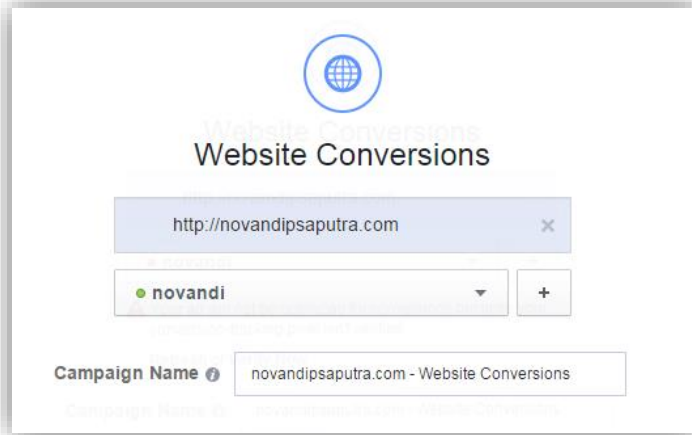 Website Conversions
http://novandipsaputra.com ×
novandi +
Campaign Name novandipsaputra.com - Website Conversions